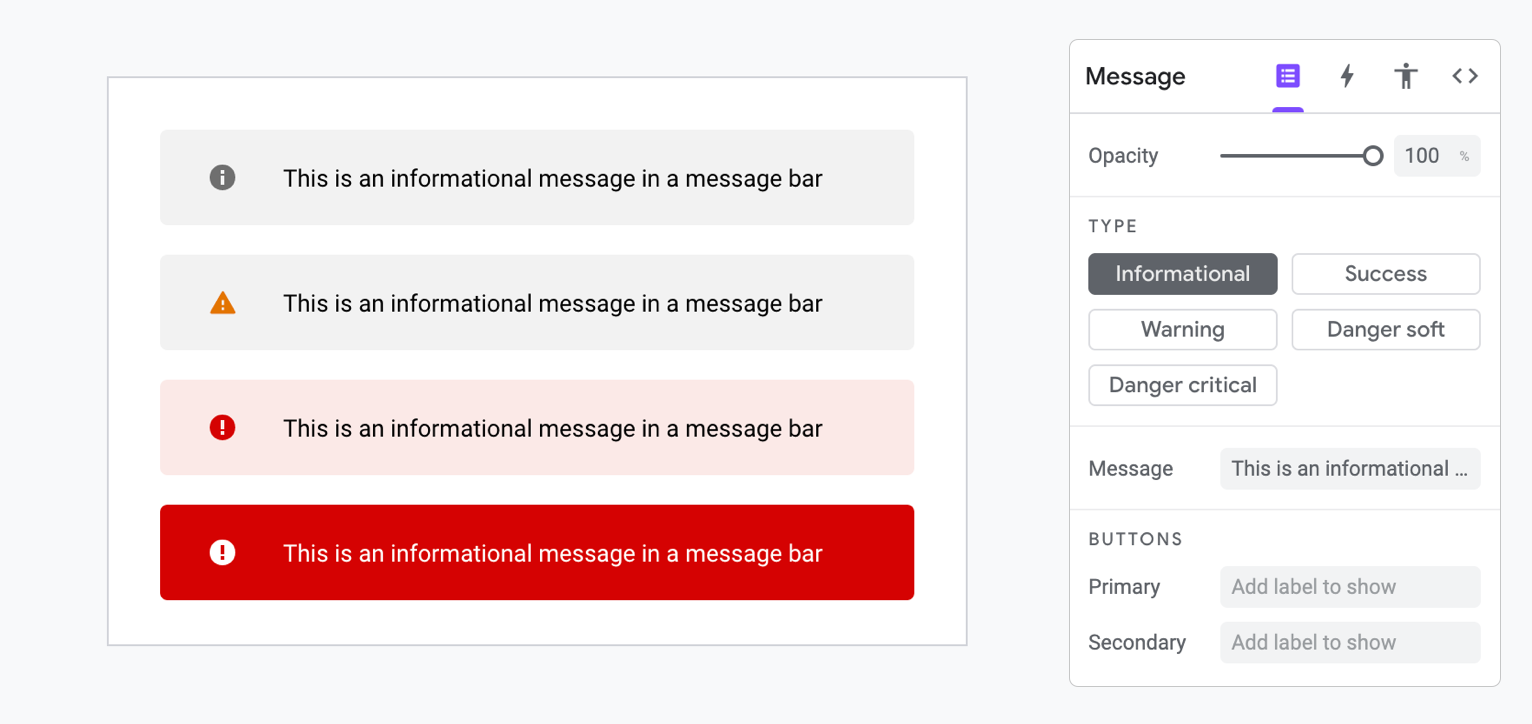 This is an informational message in a message bar
This is an informational message in a message bar
This is an informational message in a message bar
This is an informational message in a message bar
Message
Opacity 100 %
TYPE
Informational Success
Warning Danger soft
Danger critical
Message This is an informational ...
BUTTONS
Primary Add label to show
Secondary Add label to show